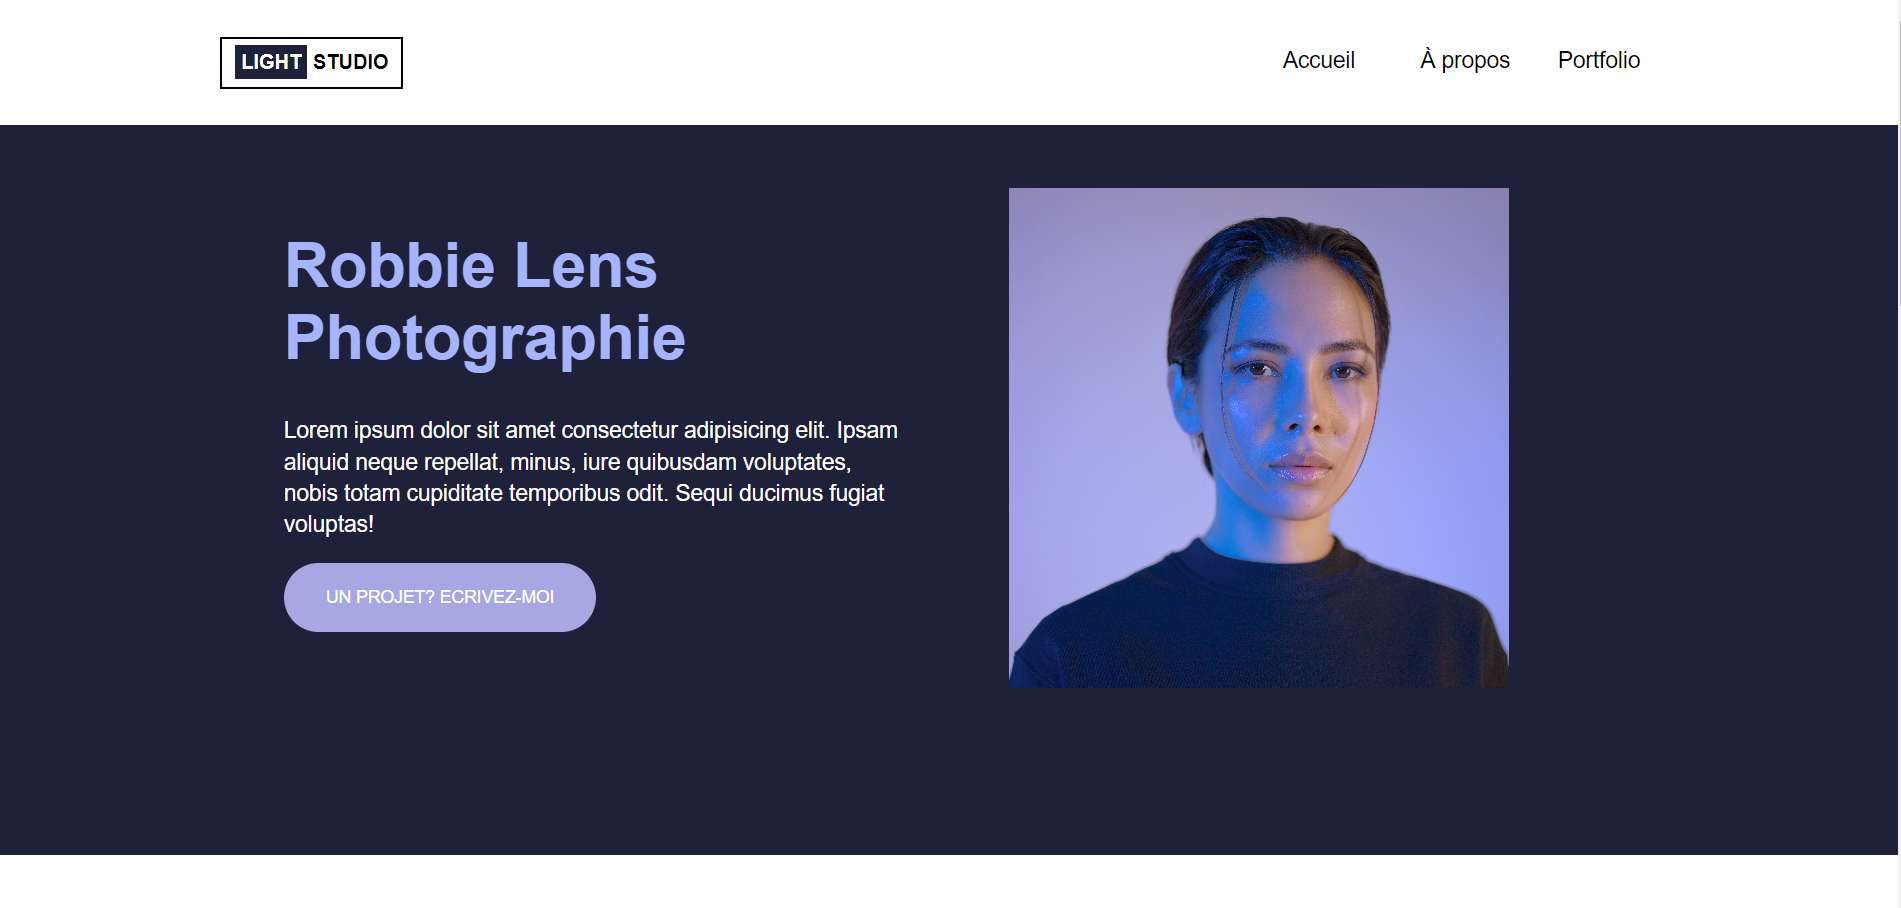 LIGHT STUDIO
Accueil À propos Portfolio
Robbie Lens
Photographie
Lorem ipsum dolor sit amet consectetur adipisicing elit. Ipsam
aliquid neque repellat, minus, iure quibusdam voluptates,
nobis totam cupiditate temporibus odit. Sequi ducimus fugiat
voluptas!
UN PROJET? ECRIVEZ-MOI